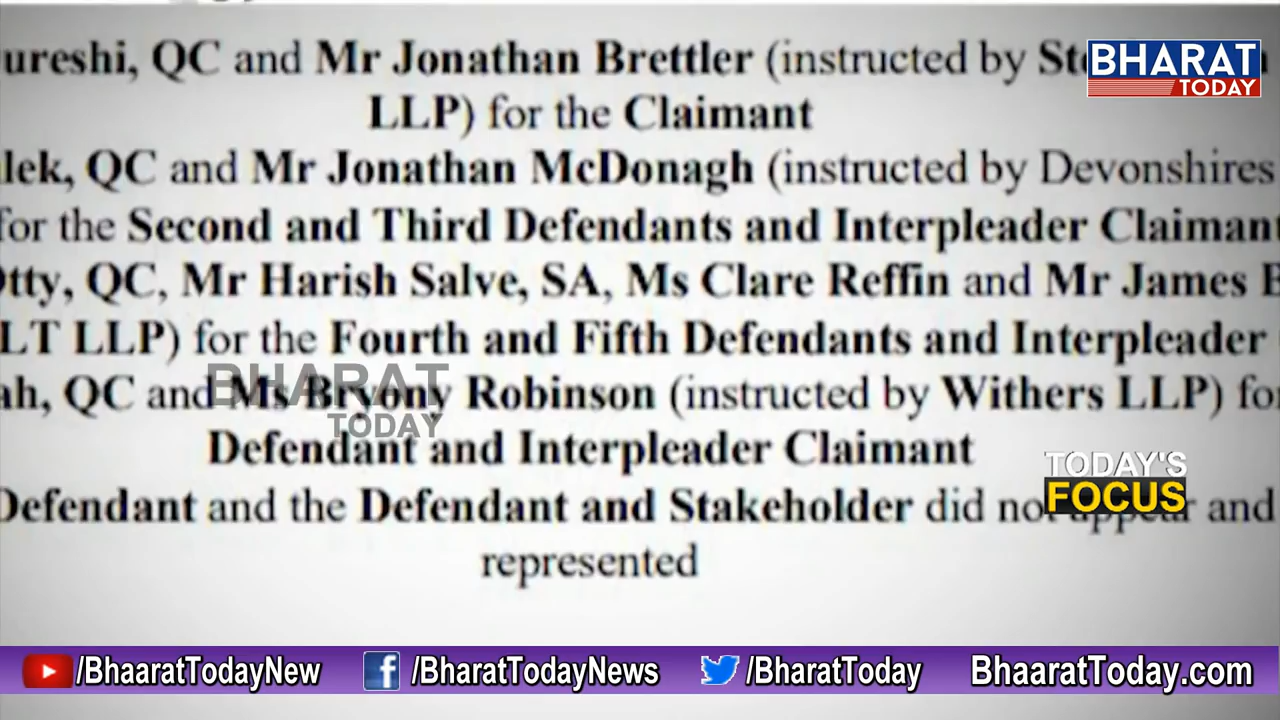 ureshi, QC and Mr Jonathan Brettler (instructed by
LLP) for the Claimant
lek, QC and Mr Jonathan McDonagh (instructed by Devonshires
for the Second and Third Defendants and Interpleader Claimant
Otty, QC, Mr Harish Salve, SA, Ms Clare Reffin and Mr James
LT LLP) for the Fourth and Fifth Defendants and Interpleader
ah, QC and Ms Bryony Robinson (instructed by Withers LLP) for
Defendant and Interpleader Claimant
Defendant and the Defendant and Stakeholder did not appear and
represented
BHARAT
TODAY
BHARAT
TODAY
TODAY'S
FOCUS
/BhaaratTodayNew /BharatTodayNews /BharatToday BhaaratToday.com